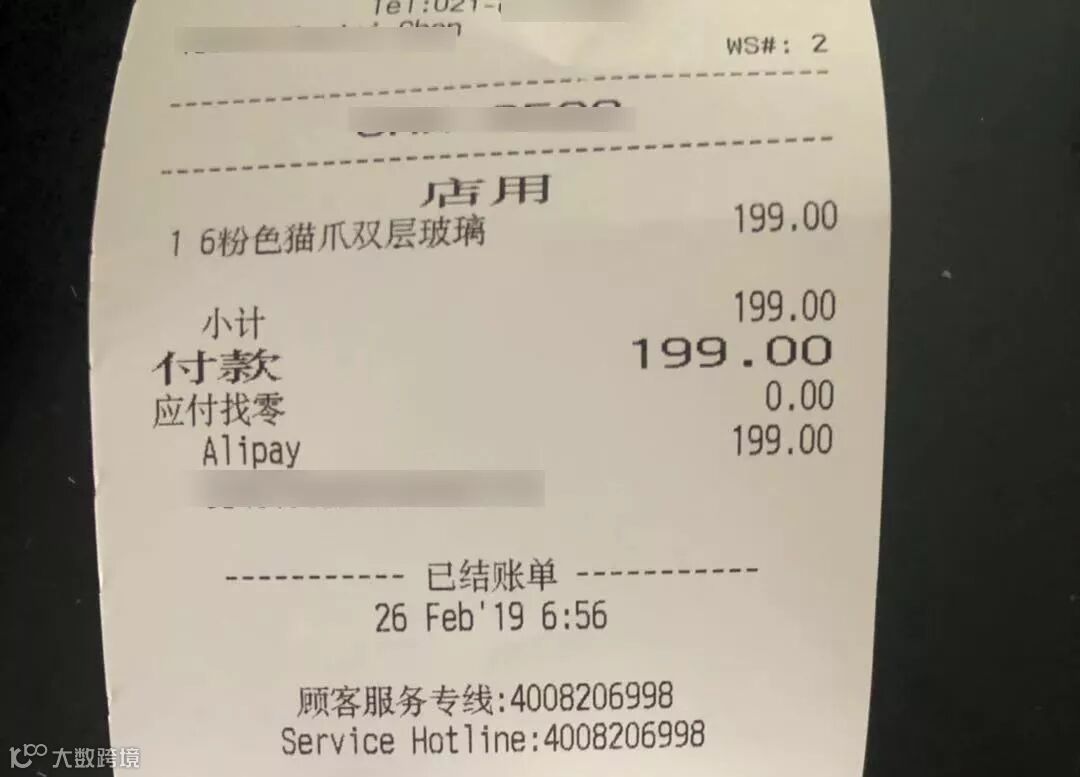 Tel:021-
WS#: 2
店用
1 6粉色猫爪双层玻璃 199.00
小计 199.00
付款 199.00
应付找零 0.00
Alipay 199.00
----------- 已结账单 -----------
26 Feb'19 6:56
顾客服务专线:4008206998
Service Hotline:4008206998
大数跨境